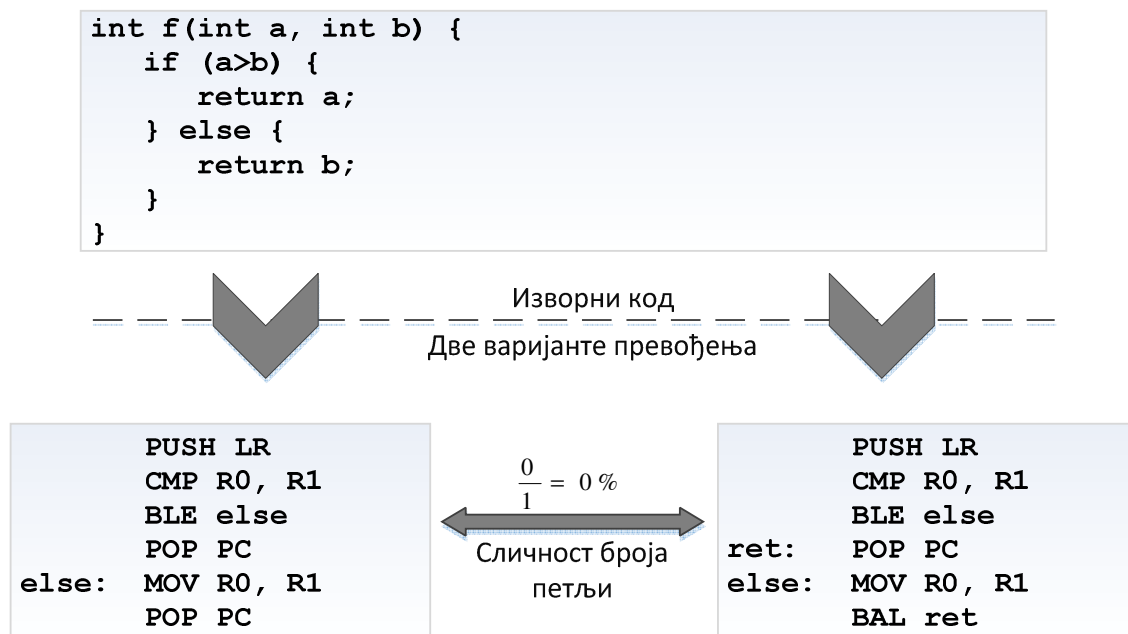 int f(int a, int b) {
if (a>b) {
return a;
} else {
return b;
}
}
Изворни код
Две варијанте превођења
PUSH LR
CMP R0, R1
BLE else
POP PC
else: MOV R0, R1
POP PC
0
1
= 0 %
Сличност броја
петљи
PUSH LR
CMP R0, R1
BLE else
ret: POP PC
else: MOV R0, R1
BAL ret